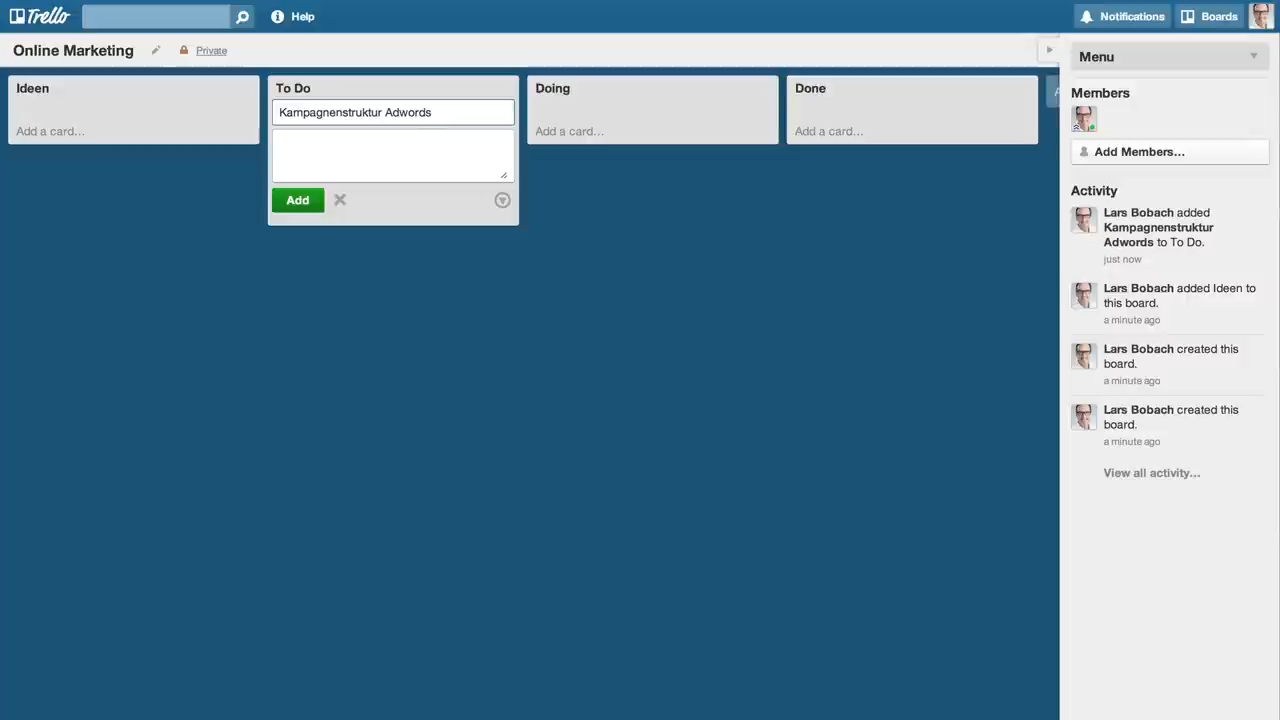 Trello
Help
Notifications
Boards
Online Marketing
Private
Ideen
Add a card...
To Do
Kampagnenstruktur Adwords
Add
Doing
Add a card...
Done
Add a card...
A
Menu
Members
Add Members...
Activity
Lars Bobach added
Kampagnenstruktur
Adwords to To Do.
just now
Lars Bobach added Ideen to
this board.
a minute ago
Lars Bobach created this
board.
a minute ago
Lars Bobach created this
board.
a minute ago
View all activity...